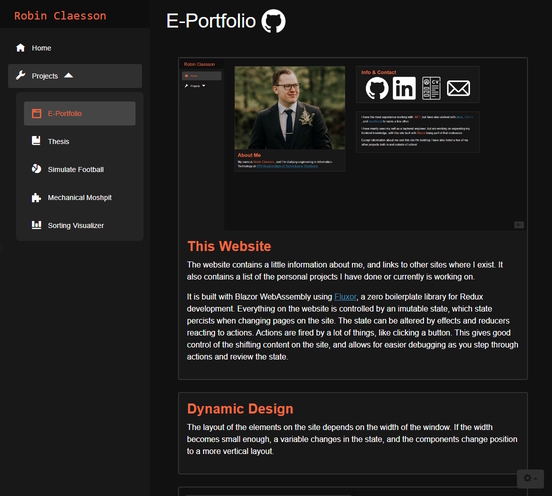 Robin Claesson
E-Portfolio
Home
Projects
E-Portfolio
Thesis
Simulate Football
Mechanical Moshpit
Sorting Visualizer
Robin Claesson
Home
Projects
Info & Contact
CV
About Me
This Website
The website contains a little information about me, and links to other sites where I exist. It
also contains a list of the personal projects I have done or currently is working on.
It is built with Blazor WebAssembly using Fluxor, a zero boilerplate library for Redux
development. Everything on the website is controlled by an imutable state, which state
percists when changing pages on the site. The state can be altered by effects and reducers
reacting to actions. Actions are fired by a lot of things, like clicking a button. This gives good
control of the shifting content on the site, and allows for easier debugging as you step through
actions and review the state.
Dynamic Design
The layout of the elements on the site depends on the width of the window. If the width
becomes small enough, a variable changes in the state, and the components change position
to a more vertical layout.